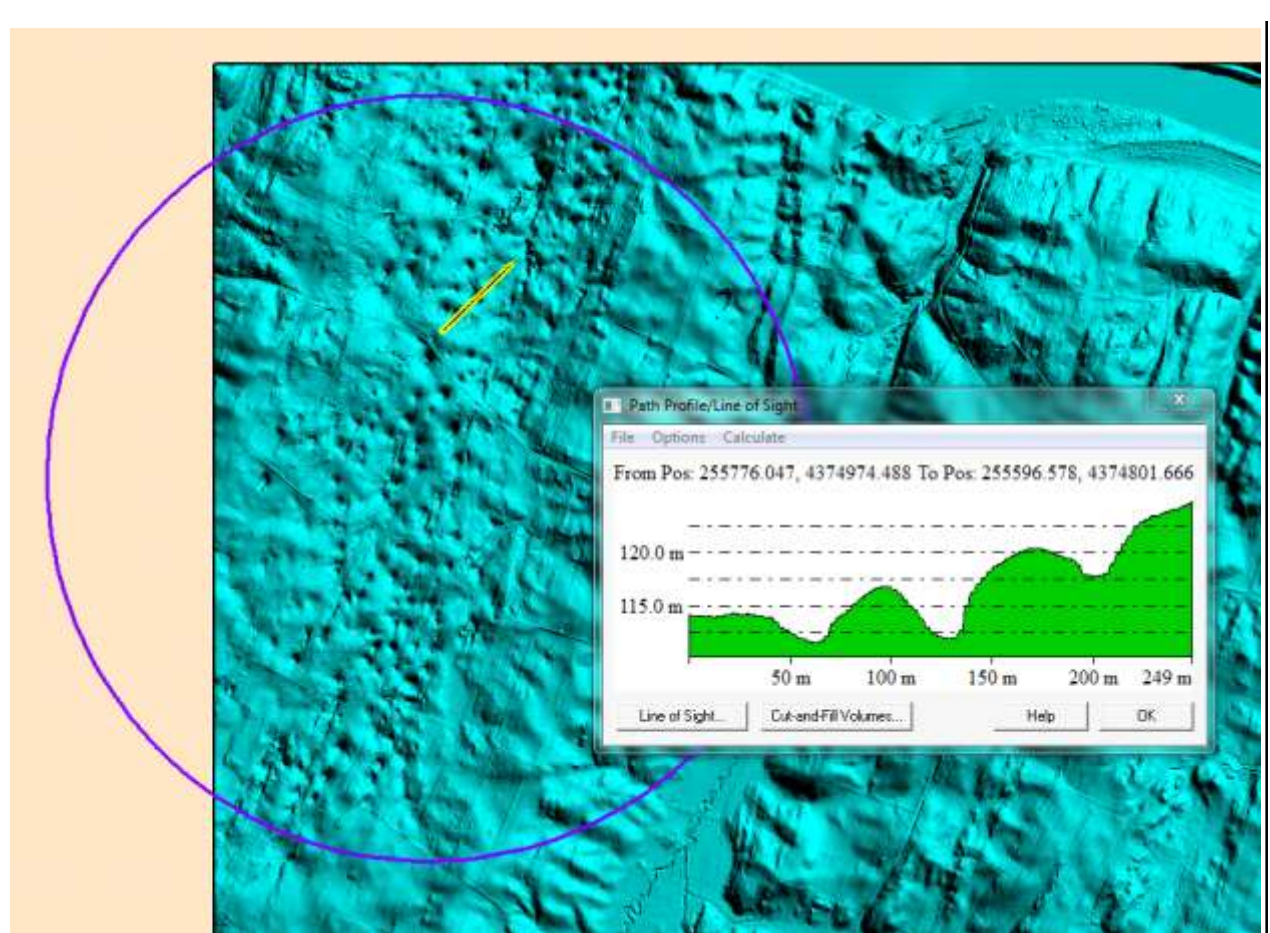 Path Profile/Line of Sight
File Options Calculate
From Pos: 255776.047, 4374974.488 To Pos: 255596.578, 4374801.666
120.0 m
115.0 m
50 m 100 m 150 m 200 m 249 m
Line of Sight... Cut-and-Fill Volumes... Help OK